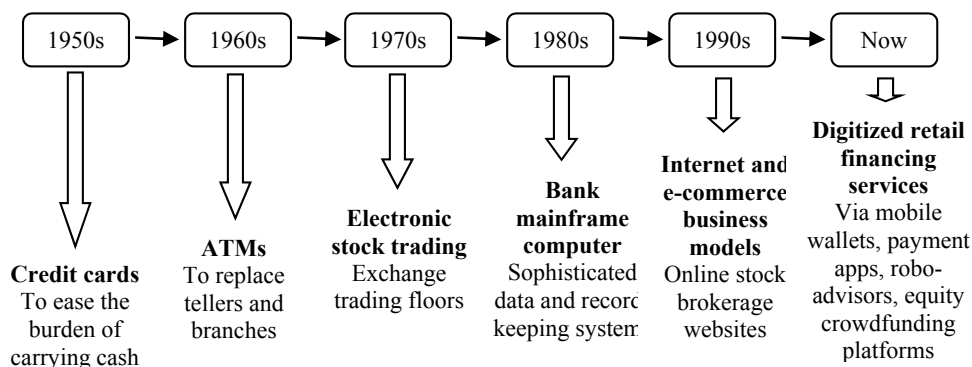 1950s
1960s
1970s
1980s
1990s
Now
Credit cards
To ease the
burden of
carrying cash
ATMs
To replace
tellers and
branches
Electronic
stock trading
Exchange
trading floors
Bank
mainframe
computer
Sophisticated
data and record
keeping system
Internet and
e-commerce
business
models
Online stock
brokerage
websites
Digitized retail
financing
services
Via mobile
wallets, payment
apps, robo-
advisors, equity
crowdfunding
platforms